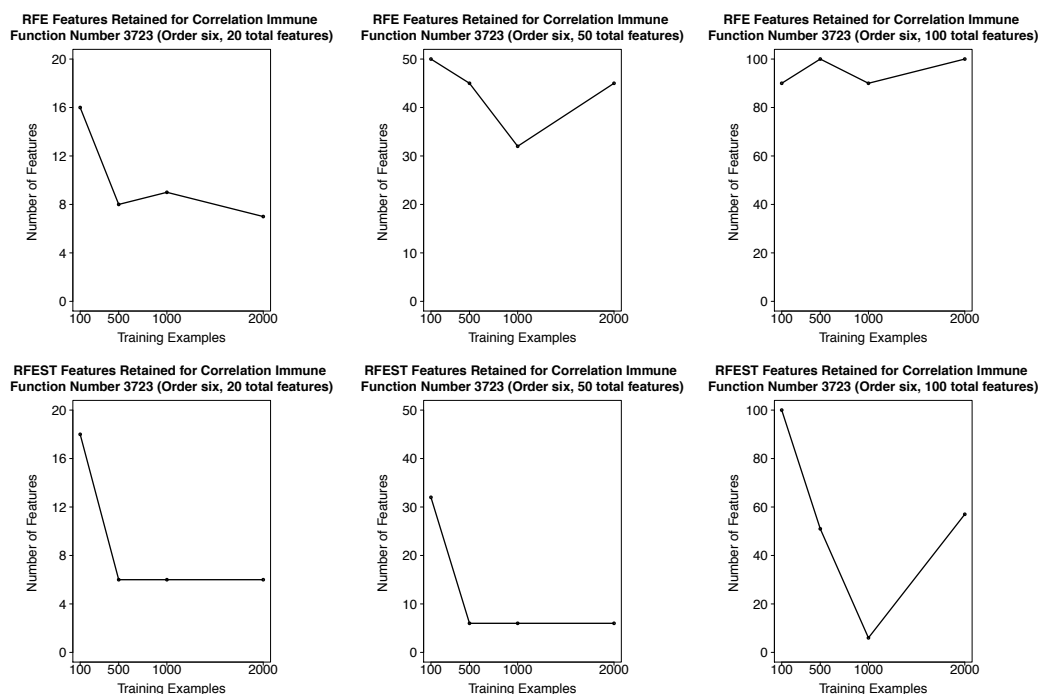 RFE Features Retained for Correlation Immune
Function Number 3723 (Order six, 20 total features)
20
16
12
8
4
0
Number of Features
100 500 1000 2000
Training Examples
RFE Features Retained for Correlation Immune
Function Number 3723 (Order six, 50 total features)
50
40
30
20
10
0
Number of Features
100 500 1000 2000
Training Examples
RFE Features Retained for Correlation Immune
Function Number 3723 (Order six, 100 total features)
100
80
60
40
20
0
Number of Features
100 500 1000 2000
Training Examples
RFEST Features Retained for Correlation Immune
Function Number 3723 (Order six, 20 total features)
20
16
12
8
4
0
Number of Features
100 500 1000 2000
Training Examples
RFEST Features Retained for Correlation Immune
Function Number 3723 (Order six, 50 total features)
50
40
30
20
10
0
Number of Features
100 500 1000 2000
Training Examples
RFEST Features Retained for Correlation Immune
Function Number 3723 (Order six, 100 total features)
100
80
60
40
20
0
Number of Features
100 500 1000 2000
Training Examples